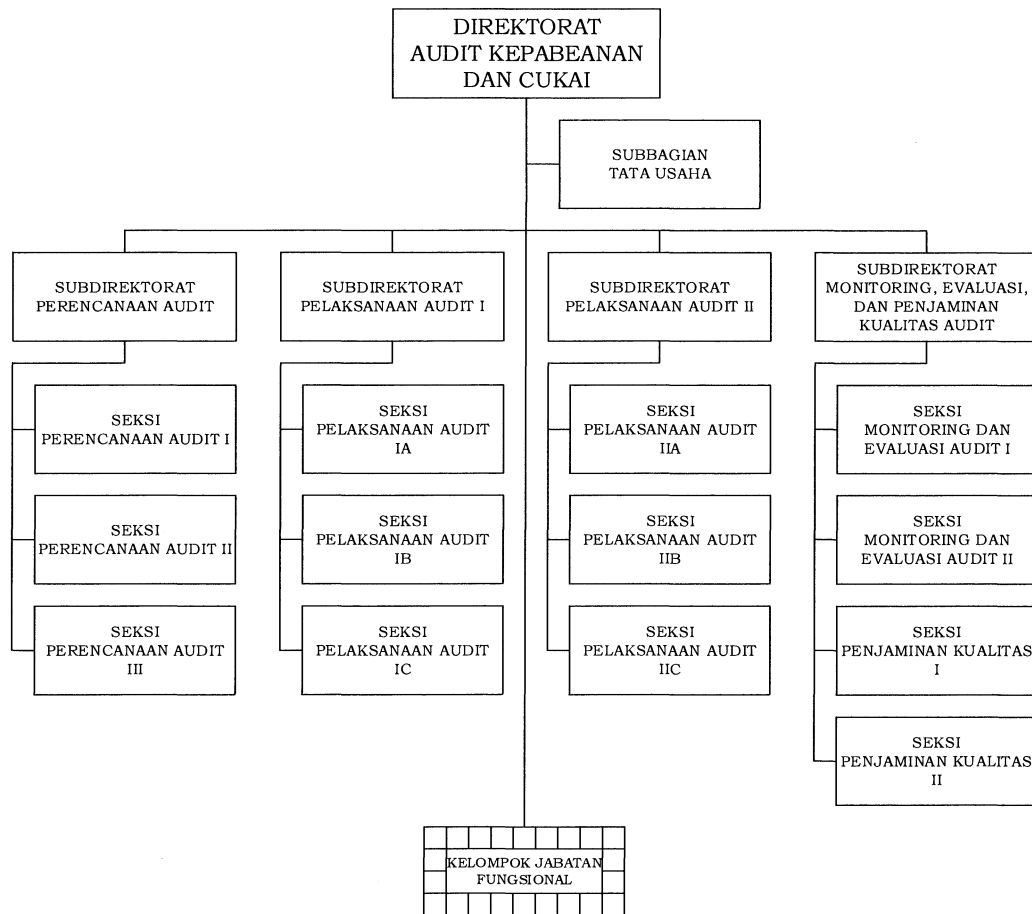 DIREKTORAT
AUDIT KEPABEANAN
DAN CUKAI
SUBBAGIAN
TATA USAHA
SUBDIREKTORAT
PERENCANAAN AUDIT
SUBDIREKTORAT
PELAKSANAAN AUDIT I
SUBDIREKTORAT
PELAKSANAAN AUDIT II
SUBDIREKTORAT
MONITORING, EVALUASI,
DAN PENJAMINAN
KUALITAS AUDIT
SEKSI
PERENCANAAN AUDIT I
SEKSI
PERENCANAAN AUDIT II
SEKSI
PERENCANAAN AUDIT
III
SEKSI
PELAKSANAAN AUDIT
IA
SEKSI
PELAKSANAAN AUDIT
IB
SEKSI
PELAKSANAAN AUDIT
IC
SEKSI
PELAKSANAAN AUDIT
IIA
SEKSI
PELAKSANAAN AUDIT
IIB
SEKSI
PELAKSANAAN AUDIT
IIC
SEKSI
MONITORING DAN
EVALUASI AUDIT I
SEKSI
MONITORING DAN
EVALUASI AUDIT II
SEKSI
PENJAMINAN KUALITAS
I
SEKSI
PENJAMINAN KUALITAS
II
KELOMPOK JABATAN
FUNGSIONAL